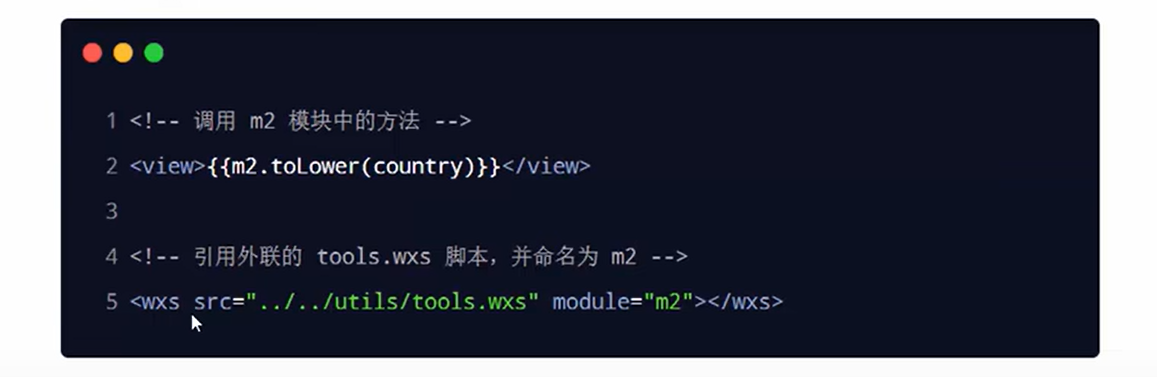 1 <!-- 调用 m2 模块中的方法 -->
2 <view>{{m2.toLower(country)}}</view>
3
4 <!-- 引用外联的 tools.wxs 脚本，并命名为 m2 -->
5 <wxs src="../../utils/tools.wxs" module="m2"></wxs>